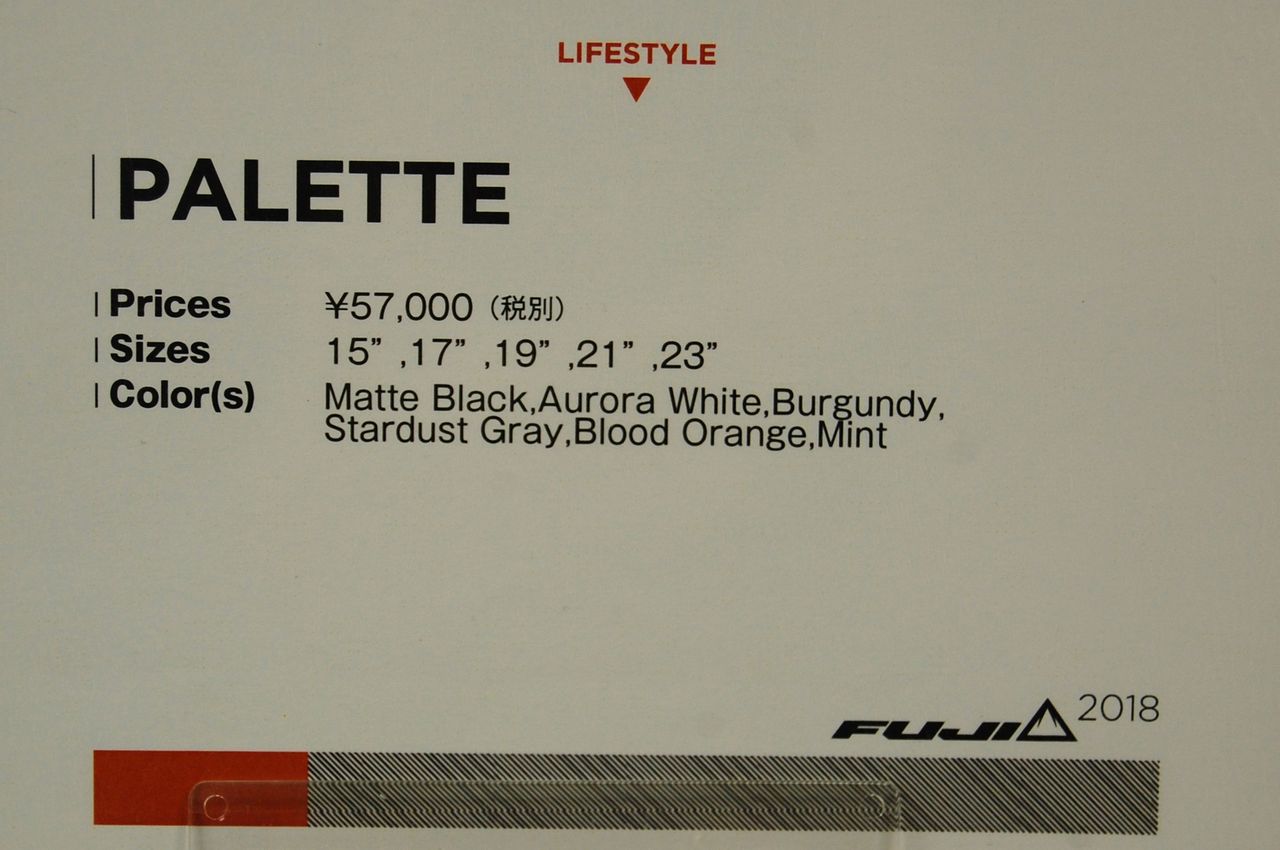 LIFESTYLE
PALETTE
Prices ¥57,000（税別）
Sizes 15” ,17” ,19” ,21” ,23”
Color(s) Matte Black,Aurora White,Burgundy,
Stardust Gray,Blood Orange,Mint
FUJI 2018